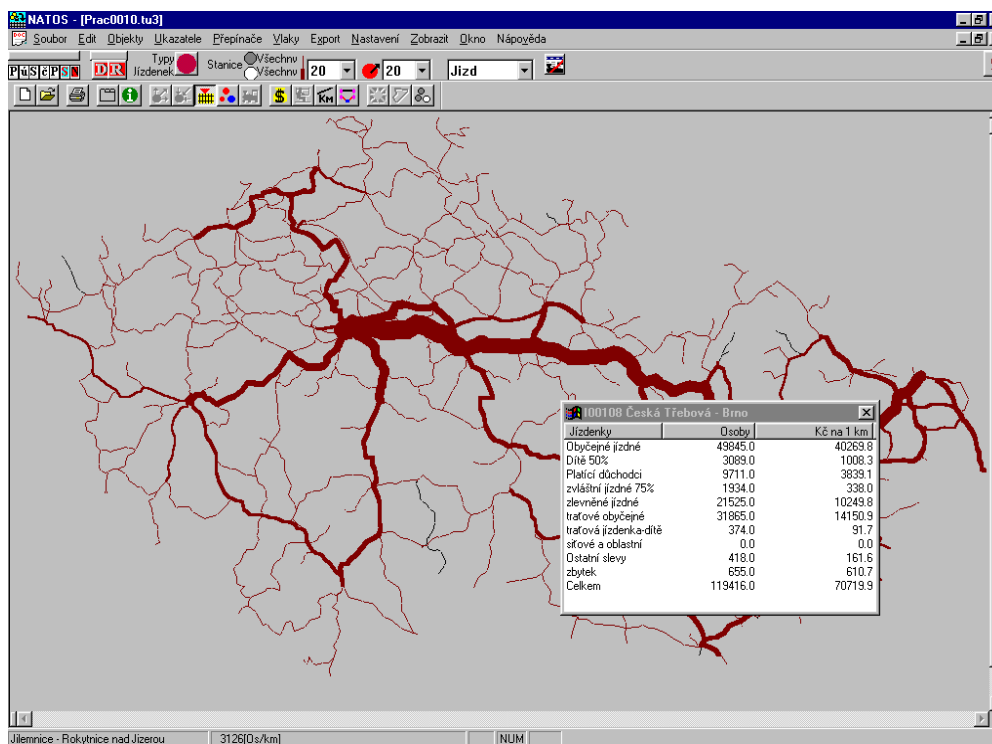 NATOS - [Prac0010.tu3]
Soubor Edit Objekty Ukazatele Přepínače Vlaky Export Nastavení Zobrazit Okno Nápověda
P ú S č P S N DR Typy Jízdenek Stanice Všechny Všechny 20 20 Jizd
$ KM
100108 Česká Třebová - Brno
Jízdenky Osoby Kč na 1 km
Obyčejné jízdné 49845.0 40269.8
Dítě 50% 3089.0 1008.3
Platící důchodci 9711.0 3839.1
zvláštní jízdné 75% 1934.0 338.0
zlevněné jízdné 21525.0 10249.8
traťové obyčejné 31865.0 14150.9
traťová jízdenka-dítě 374.0 91.7
síťové a oblastní 0.0 0.0
Ostatní slevy 418.0 161.6
zbytek 655.0 610.7
Celkem 119416.0 70719.9
Jilemnice - Rokytnice nad Jizerou 3126[Os/km] NUM